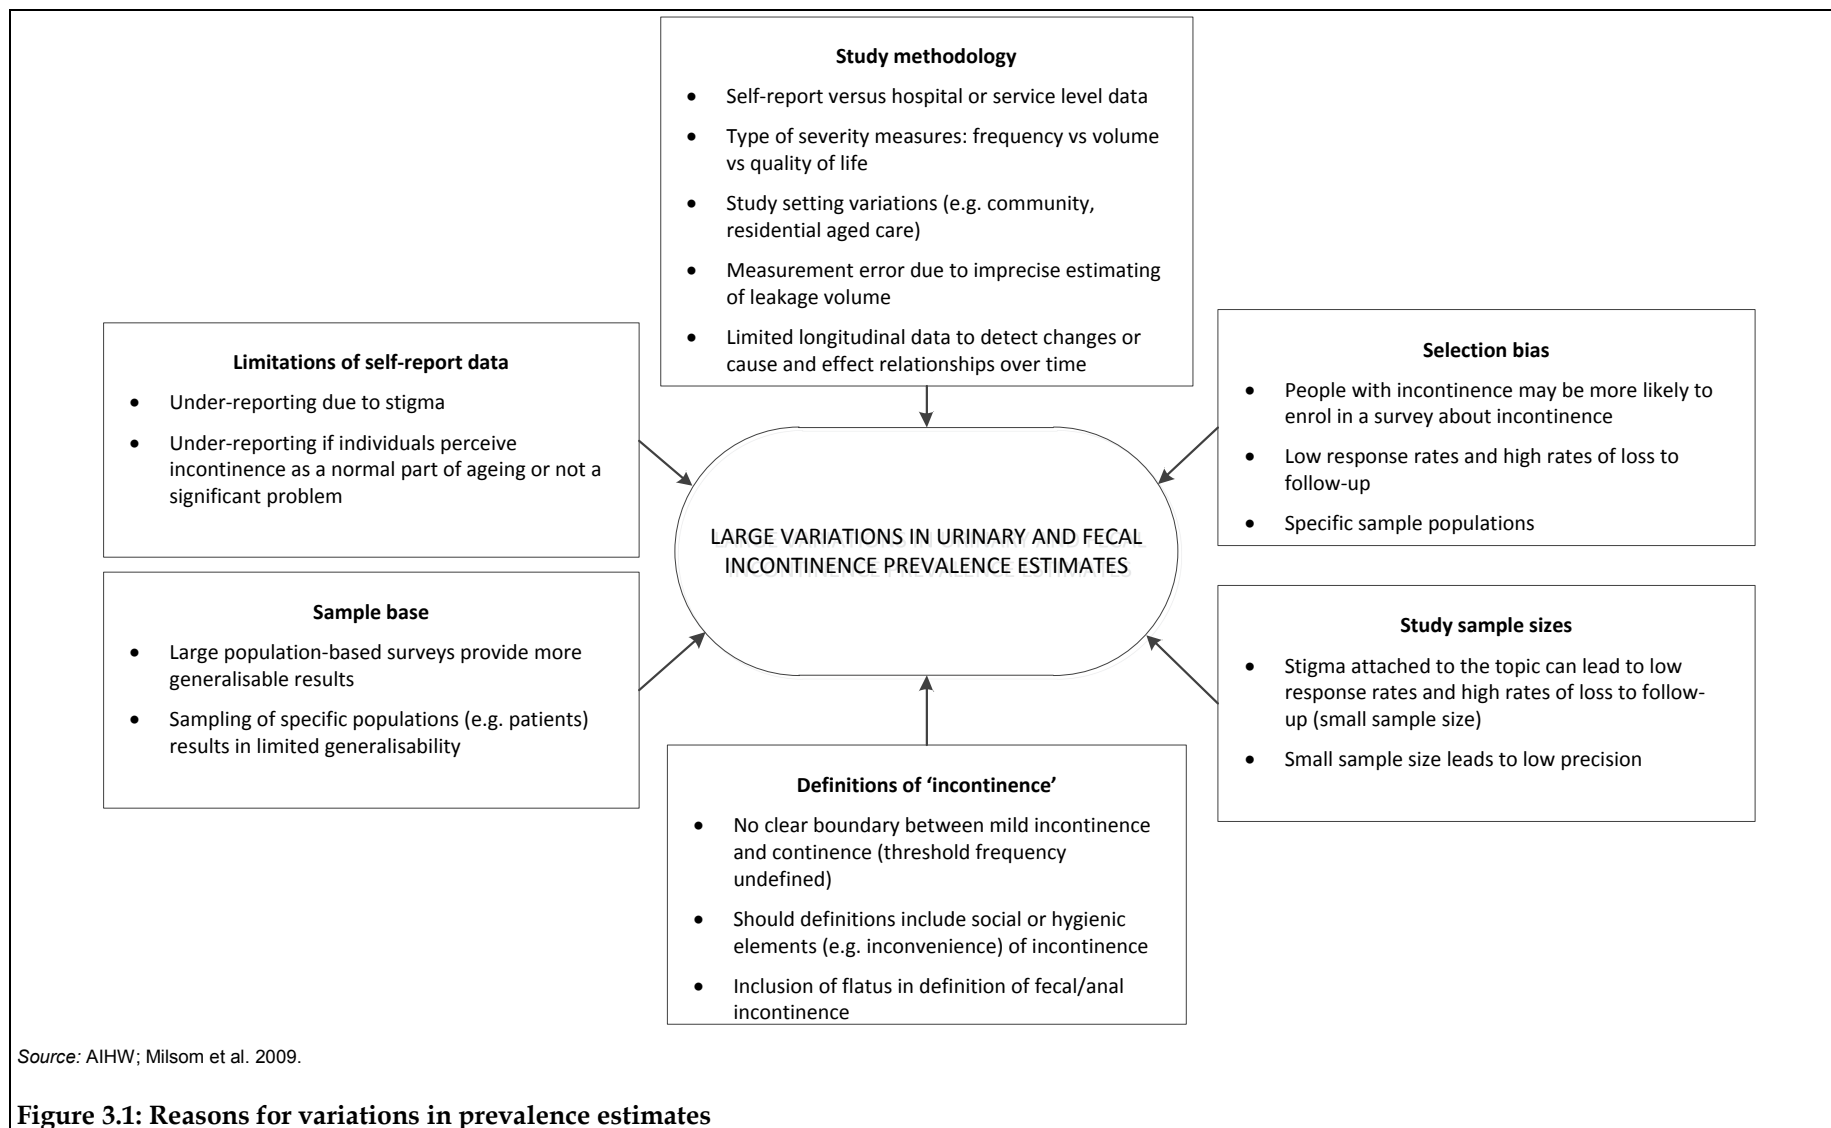 Study methodology
• Self-report versus hospital or service level data
• Type of severity measures: frequency vs volume
vs quality of life
• Study setting variations (e.g. community,
residential aged care)
• Measurement error due to imprecise estimating
of leakage volume
• Limited longitudinal data to detect changes or
cause and effect relationships over time
Limitations of self-report data
• Under-reporting due to stigma
• Under-reporting if individuals perceive
incontinence as a normal part of ageing or not a
significant problem
Selection bias
• People with incontinence may be more likely to
enrol in a survey about incontinence
• Low response rates and high rates of loss to
follow-up
• Specific sample populations
LARGE VARIATIONS IN URINARY AND FECAL
INCONTINENCE PREVALENCE ESTIMATES
Sample base
• Large population-based surveys provide more
generalisable results
• Sampling of specific populations (e.g. patients)
results in limited generalisability
Study sample sizes
• Stigma attached to the topic can lead to low
response rates and high rates of loss to follow-
up (small sample size)
• Small sample size leads to low precision
Definitions of ‘incontinence’
• No clear boundary between mild incontinence
and continence (threshold frequency
undefined)
• Should definitions include social or hygienic
elements (e.g. inconvenience) of incontinence
• Inclusion of flatus in definition of fecal/anal
incontinence
Source: AIHW; Milsom et al. 2009.
Figure 3.1: Reasons for variations in prevalence estimates